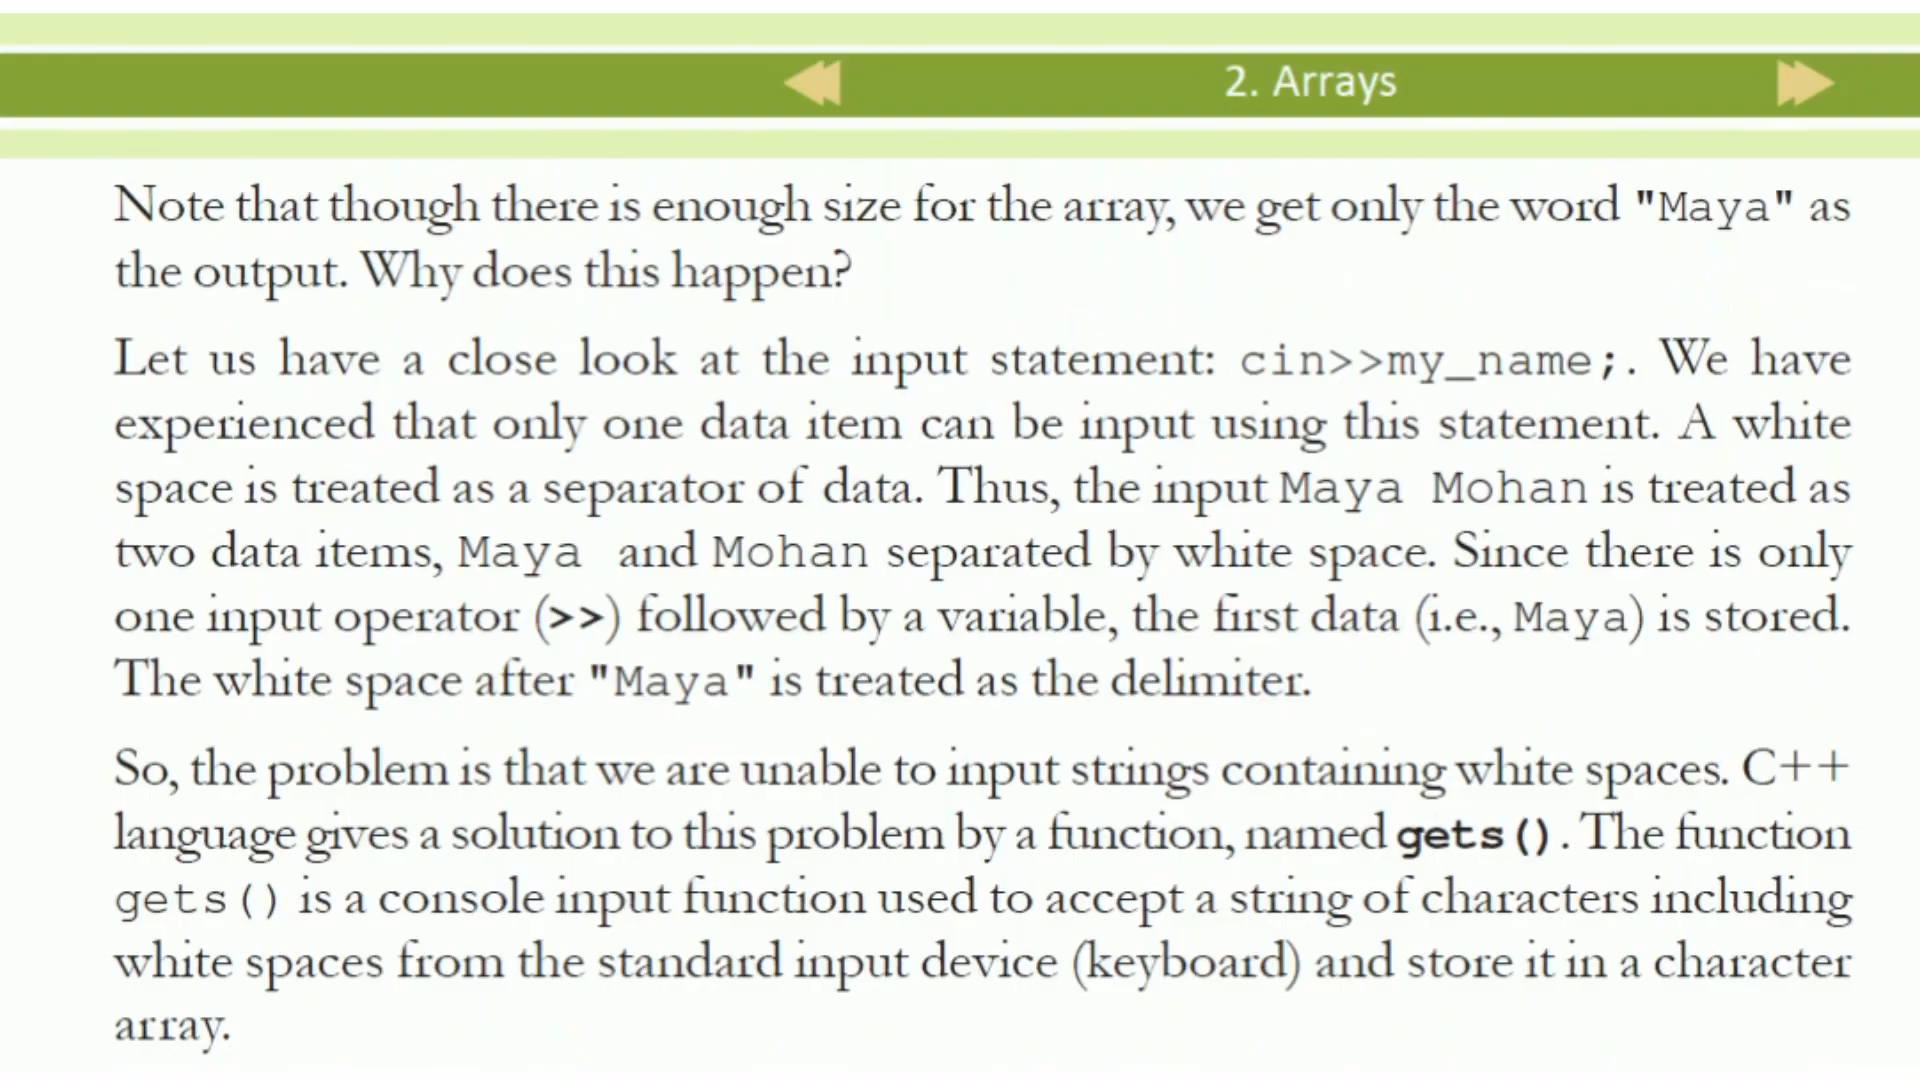 2. Arrays
Note that though there is enough size for the array, we get only the word "Maya" as
the output. Why does this happen?
Let us have a close look at the input statement: cin>>my_name;. We have
experienced that only one data item can be input using this statement. A white
space is treated as a separator of data. Thus, the input Maya Mohan is treated as
two data items, Maya and Mohan separated by white space. Since there is only
one input operator (>>) followed by a variable, the first data (i.e., Maya) is stored.
The white space after "Maya" is treated as the delimiter.
So, the problem is that we are unable to input strings containing white spaces. C++
language gives a solution to this problem by a function, named gets(). The function
gets() is a console input function used to accept a string of characters including
white spaces from the standard input device (keyboard) and store it in a character
array.